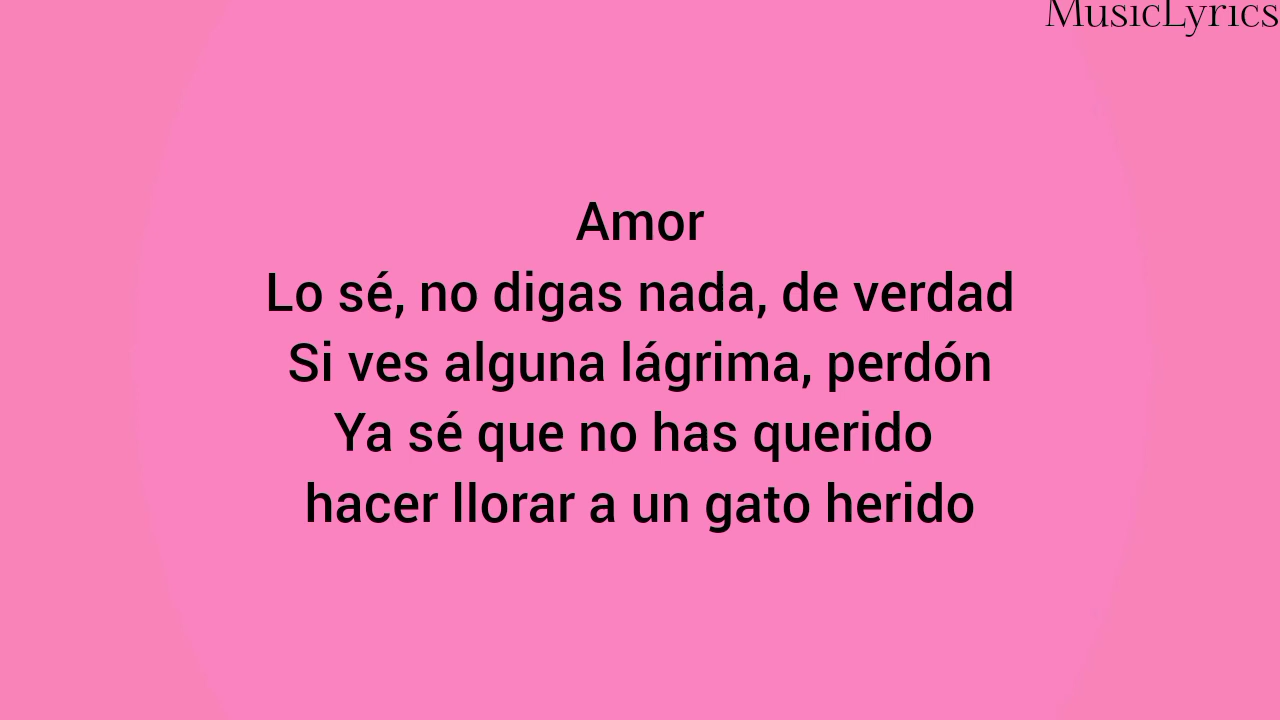 MusicLyrics
Amor
Lo sé, no digas nada, de verdad
Si ves alguna lágrima, perdón
Ya sé que no has querido
hacer llorar a un gato herido